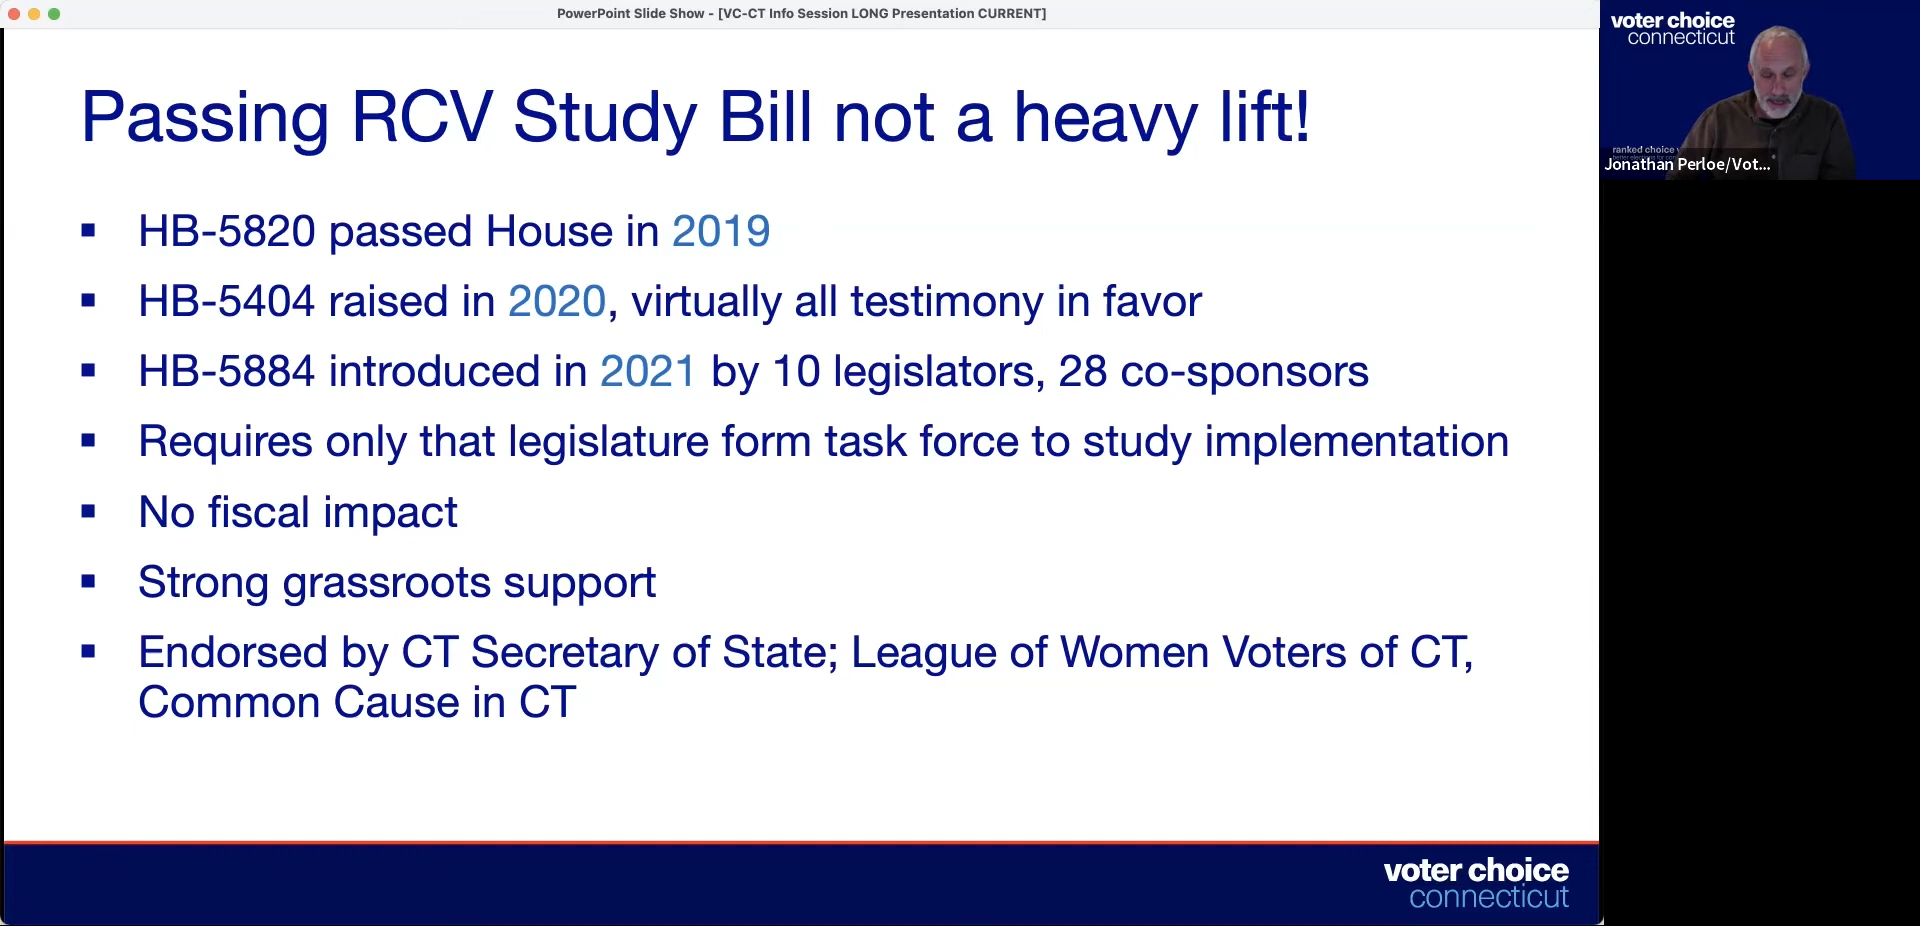 PowerPoint Slide Show - [VC-CT Info Session LONG Presentation CURRENT]
Passing RCV Study Bill not a heavy lift!
▪ HB-5820 passed House in 2019
▪ HB-5404 raised in 2020, virtually all testimony in favor
▪ HB-5884 introduced in 2021 by 10 legislators, 28 co-sponsors
▪ Requires only that legislature form task force to study implementation
▪ No fiscal impact
▪ Strong grassroots support
▪ Endorsed by CT Secretary of State; League of Women Voters of CT,
Common Cause in CT
voter choice
connecticut
voter choice
connecticut
ranked choice
Jonathan Perloe/Vot...